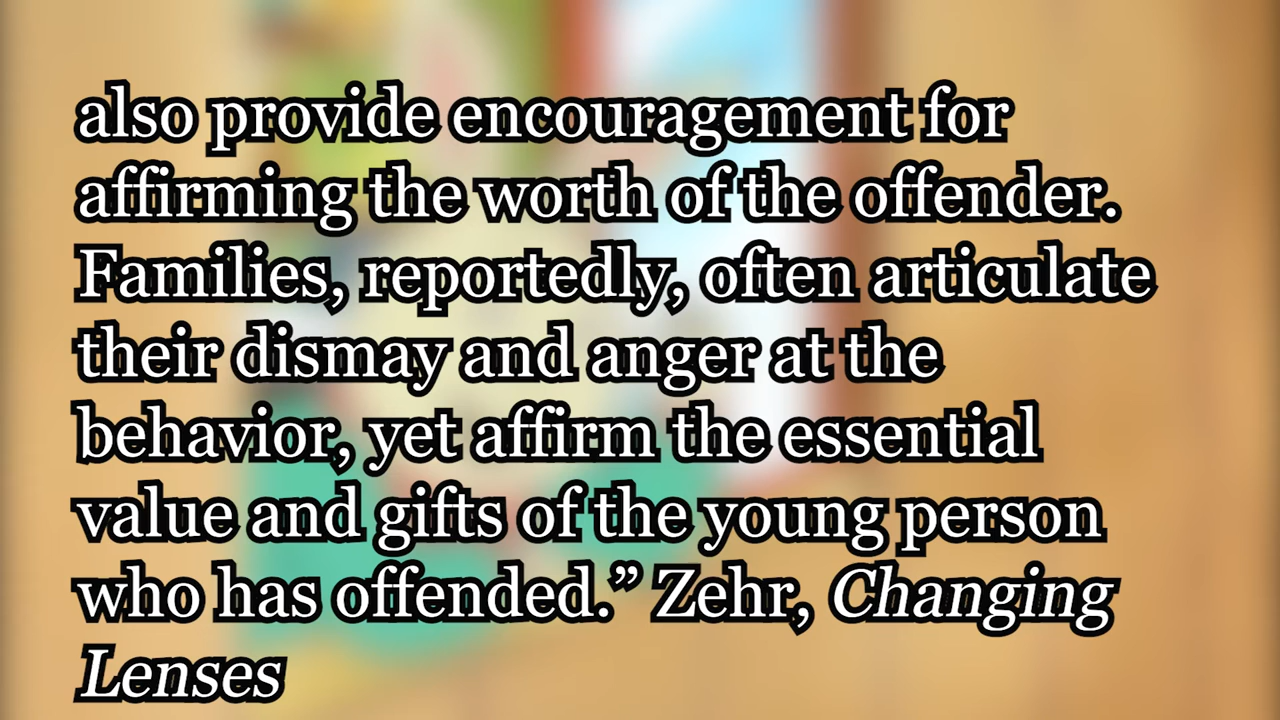 also provide encouragement for
affirming the worth of the offender.
Families, reportedly, often articulate
their dismay and anger at the
behavior, yet affirm the essential
value and gifts of the young person
who has offended.” Zehr, Changing
Lenses